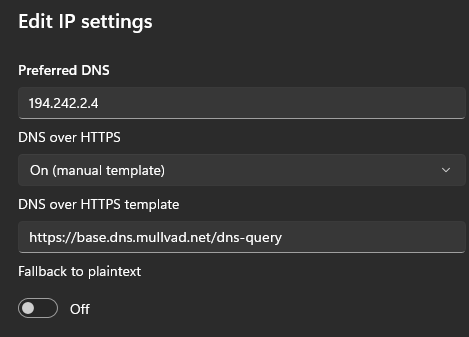 Edit IP settings
Preferred DNS
194.242.2.4
DNS over HTTPS
On (manual template)
DNS over HTTPS template
https://base.dns.mullvad.net/dns-query
Fallback to plaintext
Off